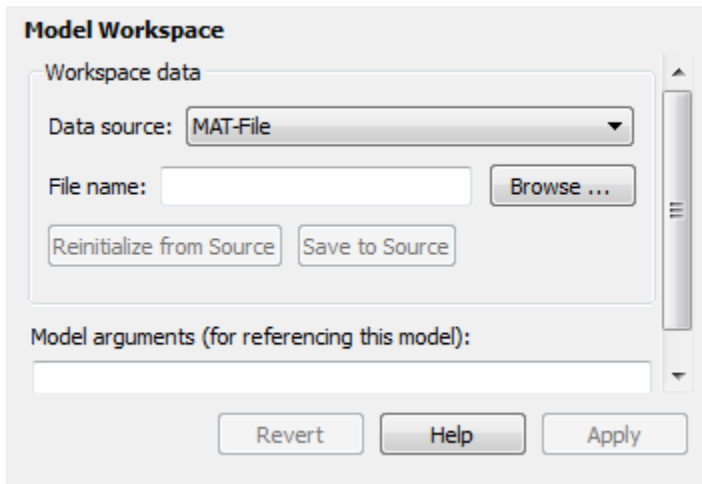 Model Workspace
Workspace data
Data source: MAT-File
File name: Browse ...
Reinitialize from Source Save to Source
Model arguments (for referencing this model):
Revert Help Apply